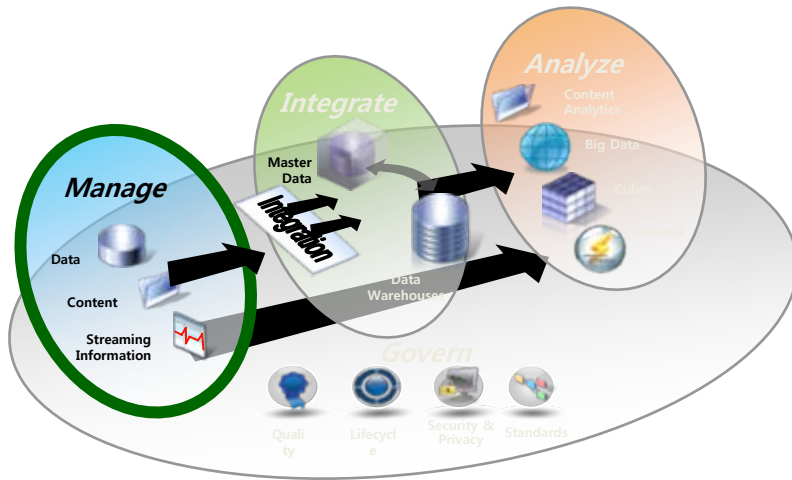 Analyze
Integrate
Content
Analytics
Big Data
Master
Data
Manage
Cubes
Integration
Streams
Data
Content
Data
Warehouses
Streaming
Information
Govern
Quali
ty
Lifecycl
e
Security &
Privacy
Standards